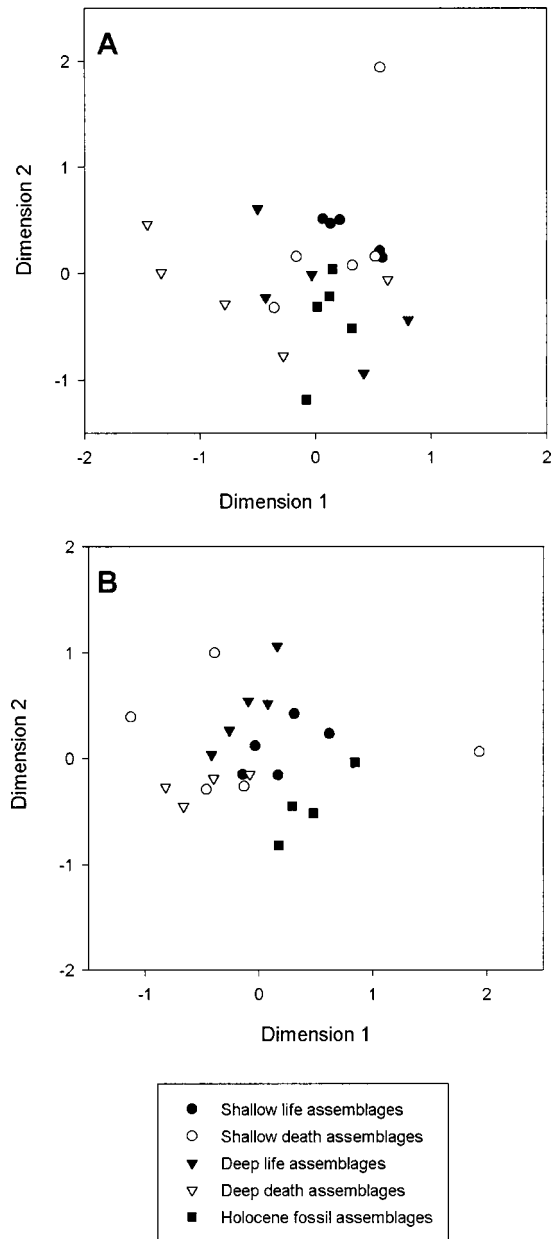 A
2
1
0
-1
Dimension 2
-2
-1
0
1
2
Dimension 1
B
2
1
0
-1
-2
Dimension 2
-1
0
1
2
Dimension 1
Shallow life assemblages
Shallow death assemblages
Deep life assemblages
Deep death assemblages
Holocene fossil assemblages